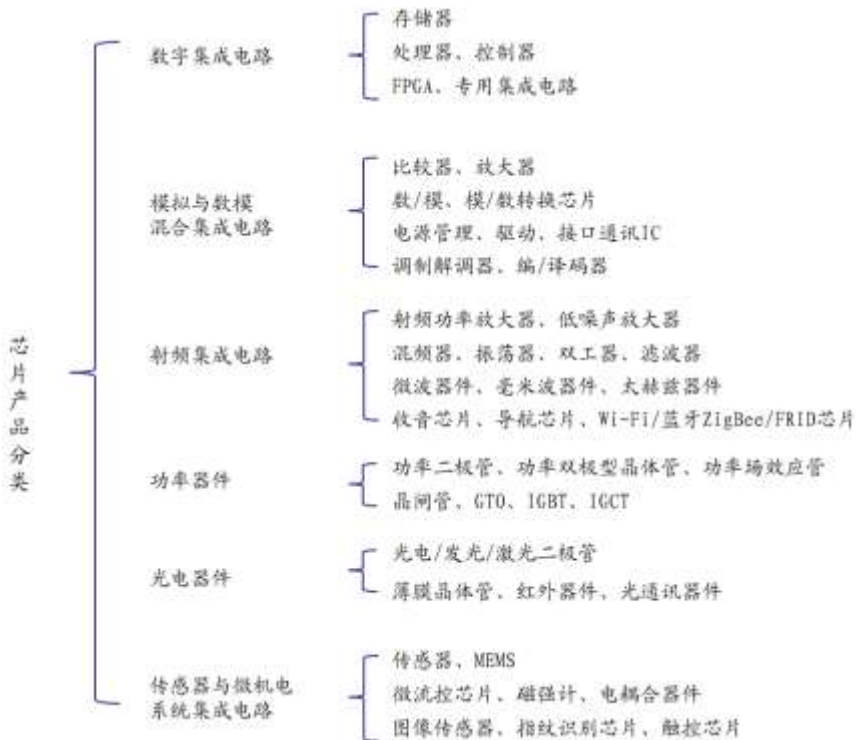 芯片产品分类
数字集成电路
存储器
处理器、控制器
FPGA、专用集成电路
模拟与数模
混合集成电路
比较器、放大器
数/模、模/数转换芯片
电源管理、驱动、接口通讯IC
调制解调器、编/译码器
射频集成电路
射频功率放大器、低噪声放大器
混频器、振荡器、双工器、滤波器
微波器件、毫米波器件、太赫兹器件
收音芯片、导航芯片、Wi-Fi/蓝牙ZigBee/FRID芯片
功率器件
功率二极管、功率双极型晶体管、功率场效应管
晶闸管、GTO、IGBT、IGCT
光电器件
光电/发光/激光二极管
薄膜晶体管、红外器件、光通讯器件
传感器与微机电
系统集成电路
传感器、MEMS
微流控芯片、磁强计、电耦合器件
图像传感器、指纹识别芯片、触控芯片